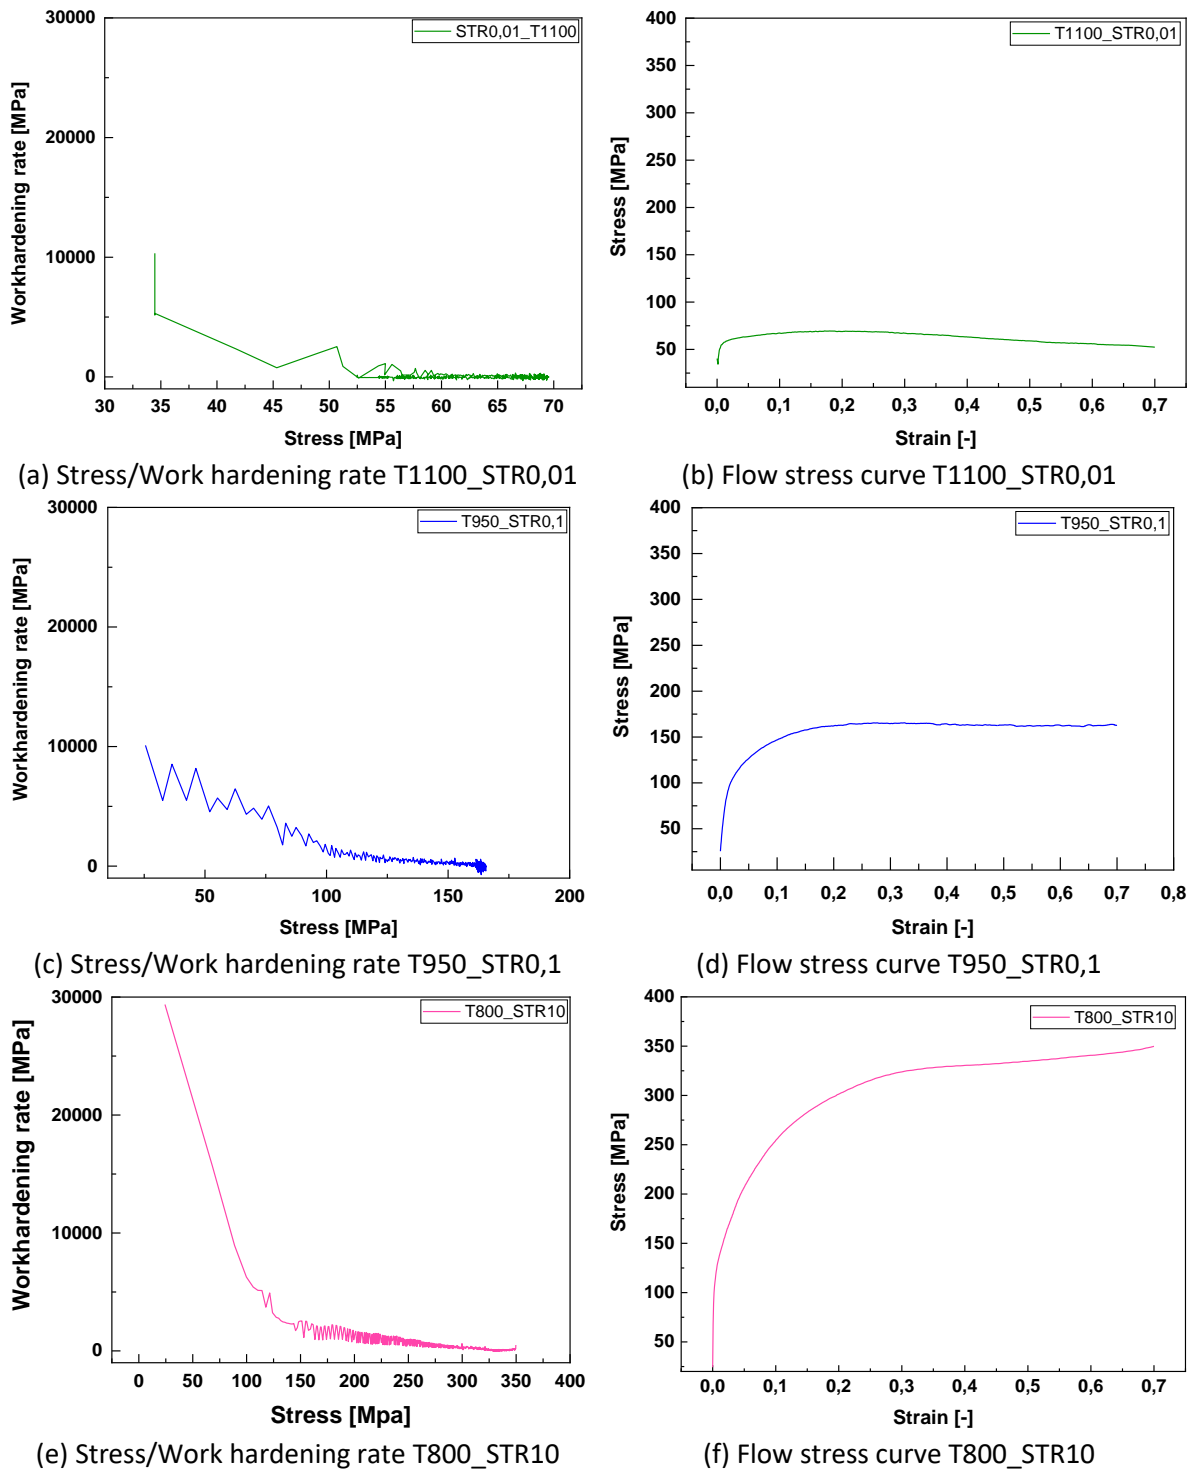 30000
20000
10000
0
Workhardening rate [MPa]
STR0,01_T1100
30 35 40 45 50 55 60 65 70
Stress [MPa]
400
350
300
250
200
150
100
50
Stress [MPa]
T1100_STR0,01
0,0 0,1 0,2 0,3 0,4 0,5 0,6 0,7
Strain [-]
(a) Stress/Work hardening rate T1100_STR0,01
(b) Flow stress curve T1100_STR0,01
30000
20000
10000
0
Workhardening rate [MPa]
T950_STR0,1
50 100 150 200
Stress [MPa]
400
350
300
250
200
150
100
50
Stress [MPa]
T950_STR0,1
0,0 0,1 0,2 0,3 0,4 0,5 0,6 0,7 0,8
Strain [-]
(c) Stress/Work hardening rate T950_STR0,1
(d) Flow stress curve T950_STR0,1
30000
20000
10000
0
Workhardening rate [MPa]
T800_STR10
0 50 100 150 200 250 300 350 400
Stress [Mpa]
400
350
300
250
200
150
100
50
Stress [MPa]
T800_STR10
0,0 0,1 0,2 0,3 0,4 0,5 0,6 0,7
Strain [-]
(e) Stress/Work hardening rate T800_STR10
(f) Flow stress curve T800_STR10